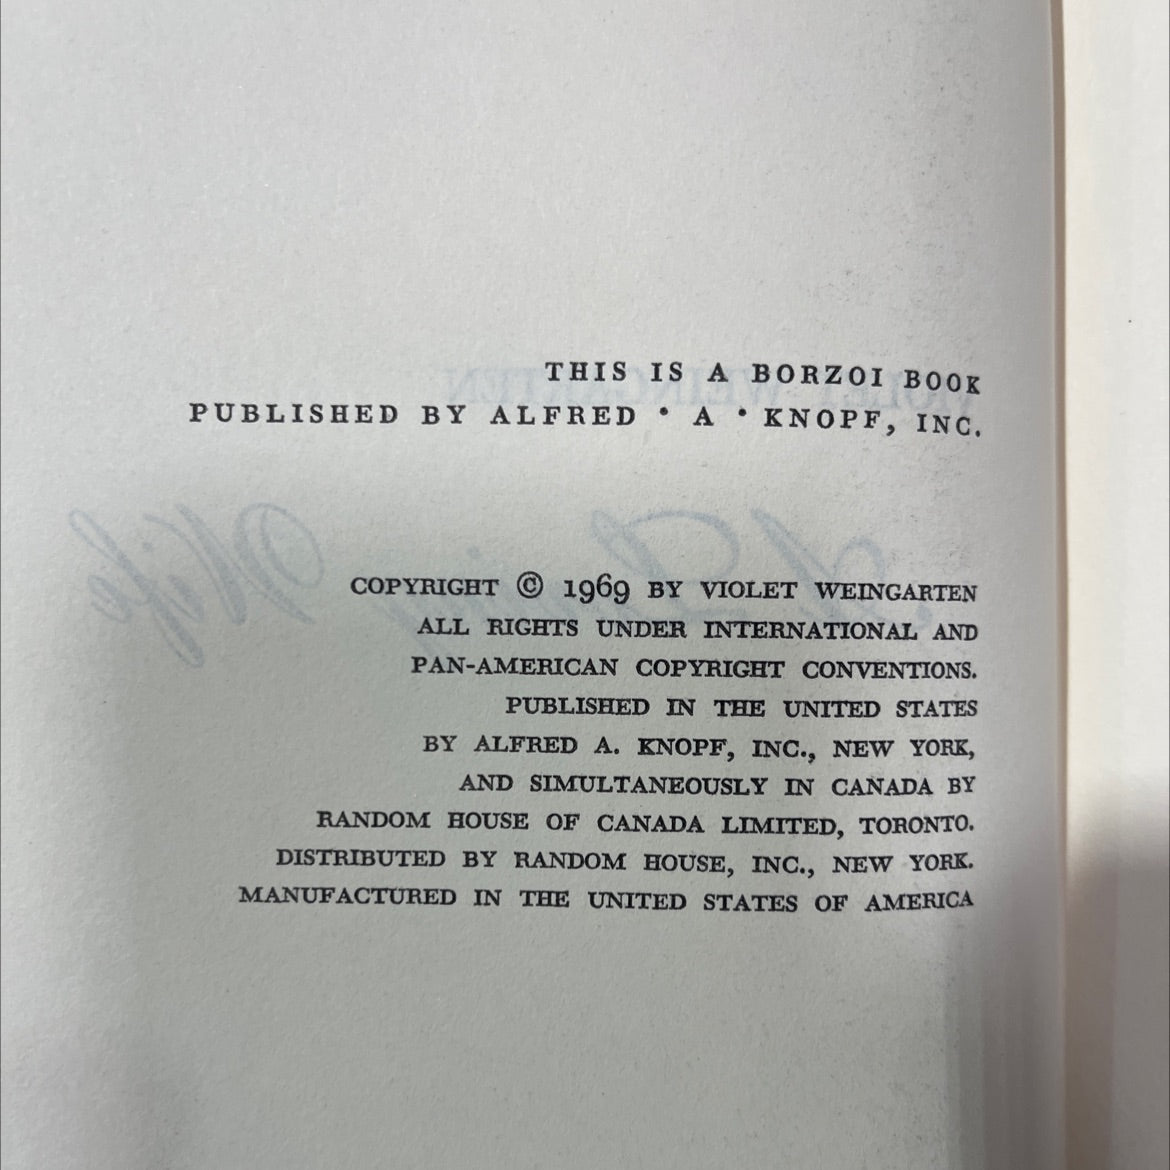 THIS IS A BORZOI BOOK
PUBLISHED BY ALFRED · A · KNOPF, INC.
COPYRIGHT © 1969 BY VIOLET WEINGARTEN
ALL RIGHTS UNDER INTERNATIONAL AND
PAN-AMERICAN COPYRIGHT CONVENTIONS.
PUBLISHED IN THE UNITED STATES
BY ALFRED A. KNOPF, INC., NEW YORK,
AND SIMULTANEOUSLY IN CANADA BY
RANDOM HOUSE OF CANADA LIMITED, TORONTO.
DISTRIBUTED BY RANDOM HOUSE, INC., NEW YORK.
MANUFACTURED IN THE UNITED STATES OF AMERICA